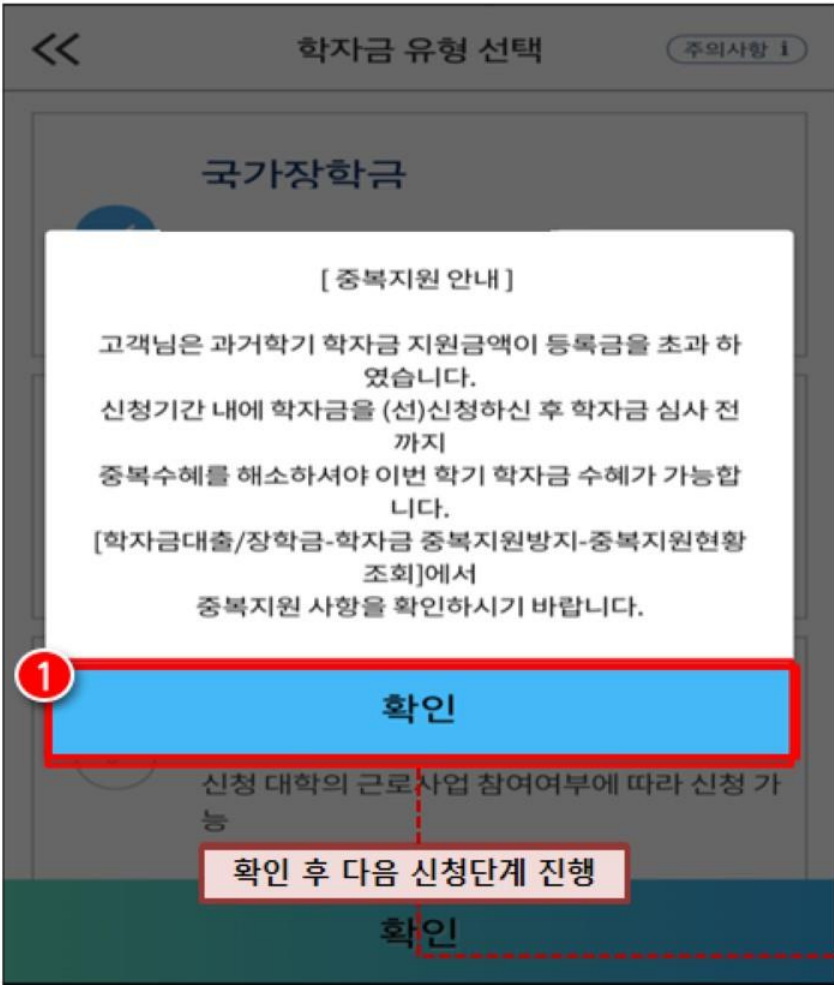 학자금 유형 선택
주의사항 i
국가장학금
[ 중복지원 안내 ]
고객님은 과거학기 학자금 지원금액이 등록금을 초과 하
였습니다.
신청기간 내에 학자금을 (선)신청하신 후 학자금 심사 전
까지
중복수혜를 해소하셔야 이번 학기 학자금 수혜가 가능합
니다.
[학자금대출/장학금-학자금 중복지원방지-중복지원현황
조회]에서
중복지원 사항을 확인하시기 바랍니다.
1
확인
신청 대학의 근로사업 참여여부에 따라 신청 가
능
확인 후 다음 신청단계 진행
확인